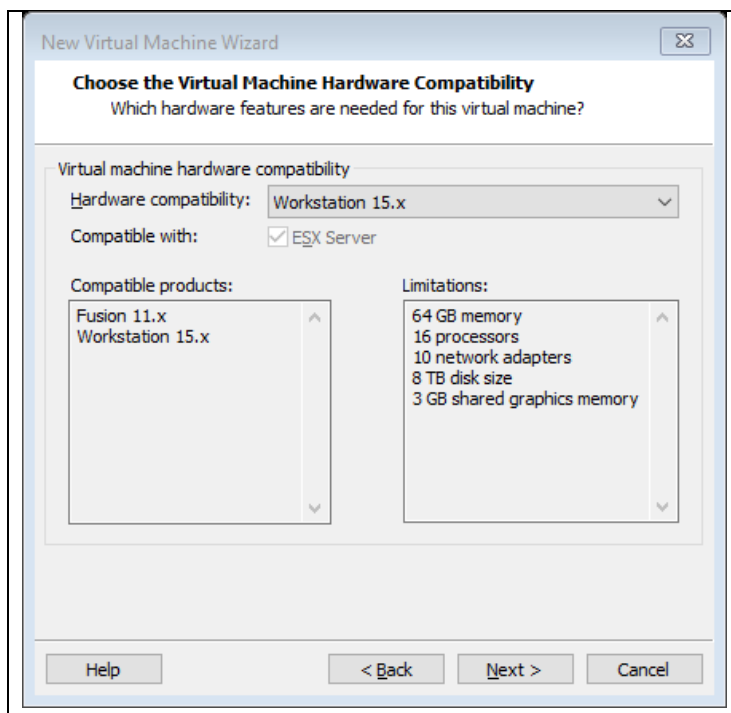 New Virtual Machine Wizard
Choose the Virtual Machine Hardware Compatibility
Which hardware features are needed for this virtual machine?
Virtual machine hardware compatibility
Hardware compatibility: Workstation 15.x
Compatible with: ESX Server
Compatible products:
Fusion 11.x
Workstation 15.x
Limitations:
64 GB memory
16 processors
10 network adapters
8 TB disk size
3 GB shared graphics memory
Help < Back Next > Cancel